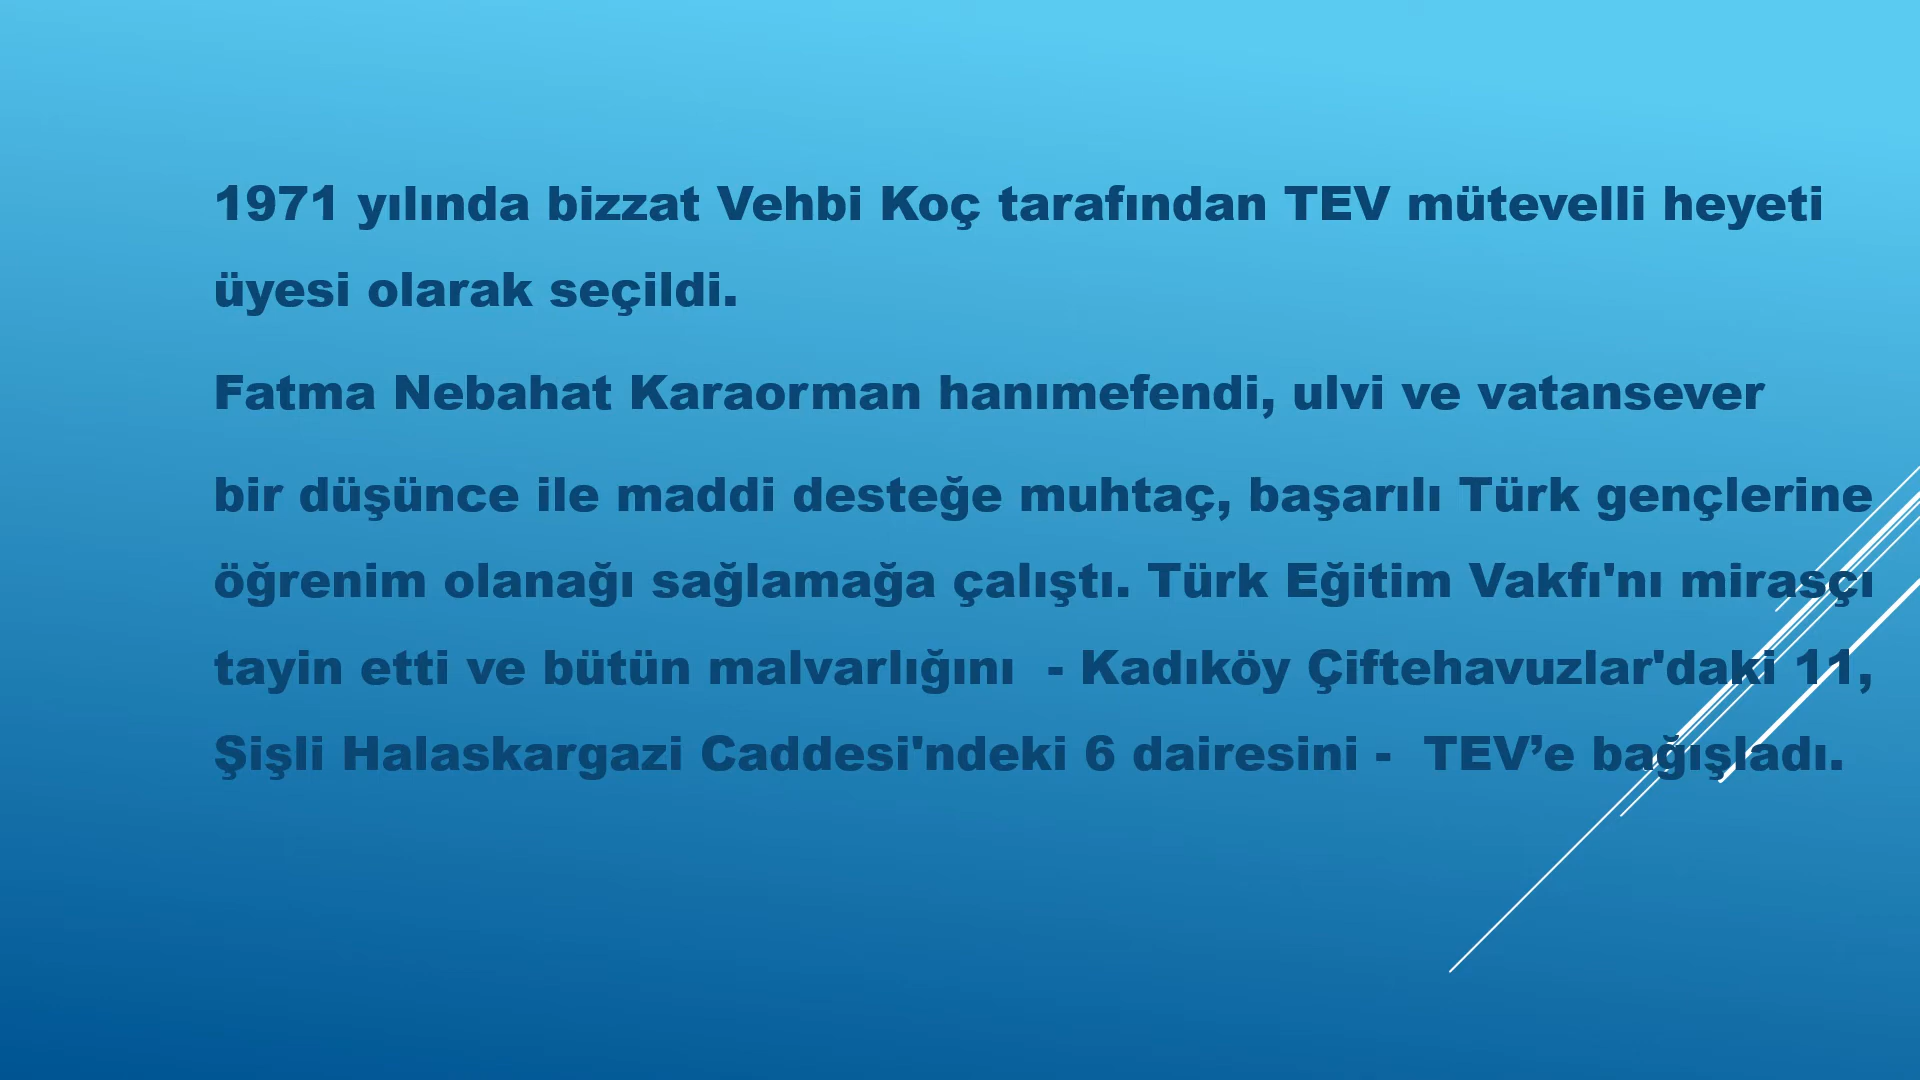 1971 yılında bizzat Vehbi Koç tarafından TEV mütevelli heyeti
üyesi olarak seçildi.
Fatma Nebahat Karaorman hanımefendi, ulvi ve vatansever
bir düşünce ile maddi desteğe muhtaç, başarılı Türk gençlerine
öğrenim olanağı sağlamağa çalıştı. Türk Eğitim Vakfı'nı mirasçı
tayin etti ve bütün malvarlığını  - Kadıköy Çiftehavuzlar'daki 11,
Şişli Halaskargazi Caddesi'ndeki 6 dairesini -  TEV’e bağışladı.